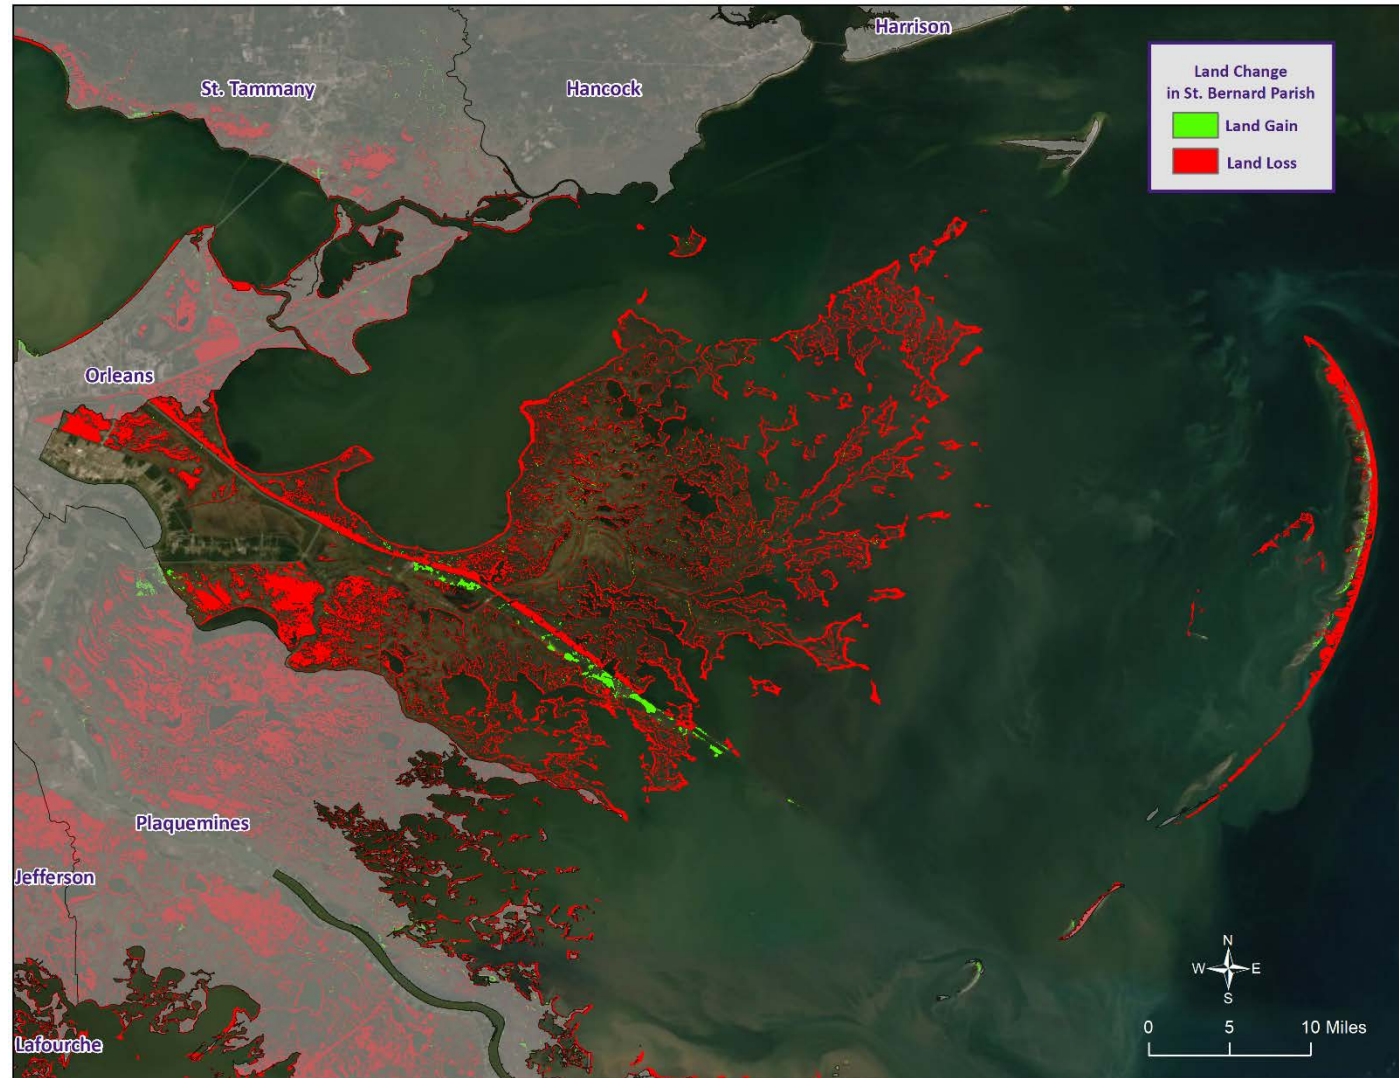 Harrison
St. Tammany
Hancock
Land Change
in St. Bernard Parish
Land Gain
Land Loss
Orleans
Plaquemines
Jefferson
Lafourche
N
W E
S
0 5 10 Miles